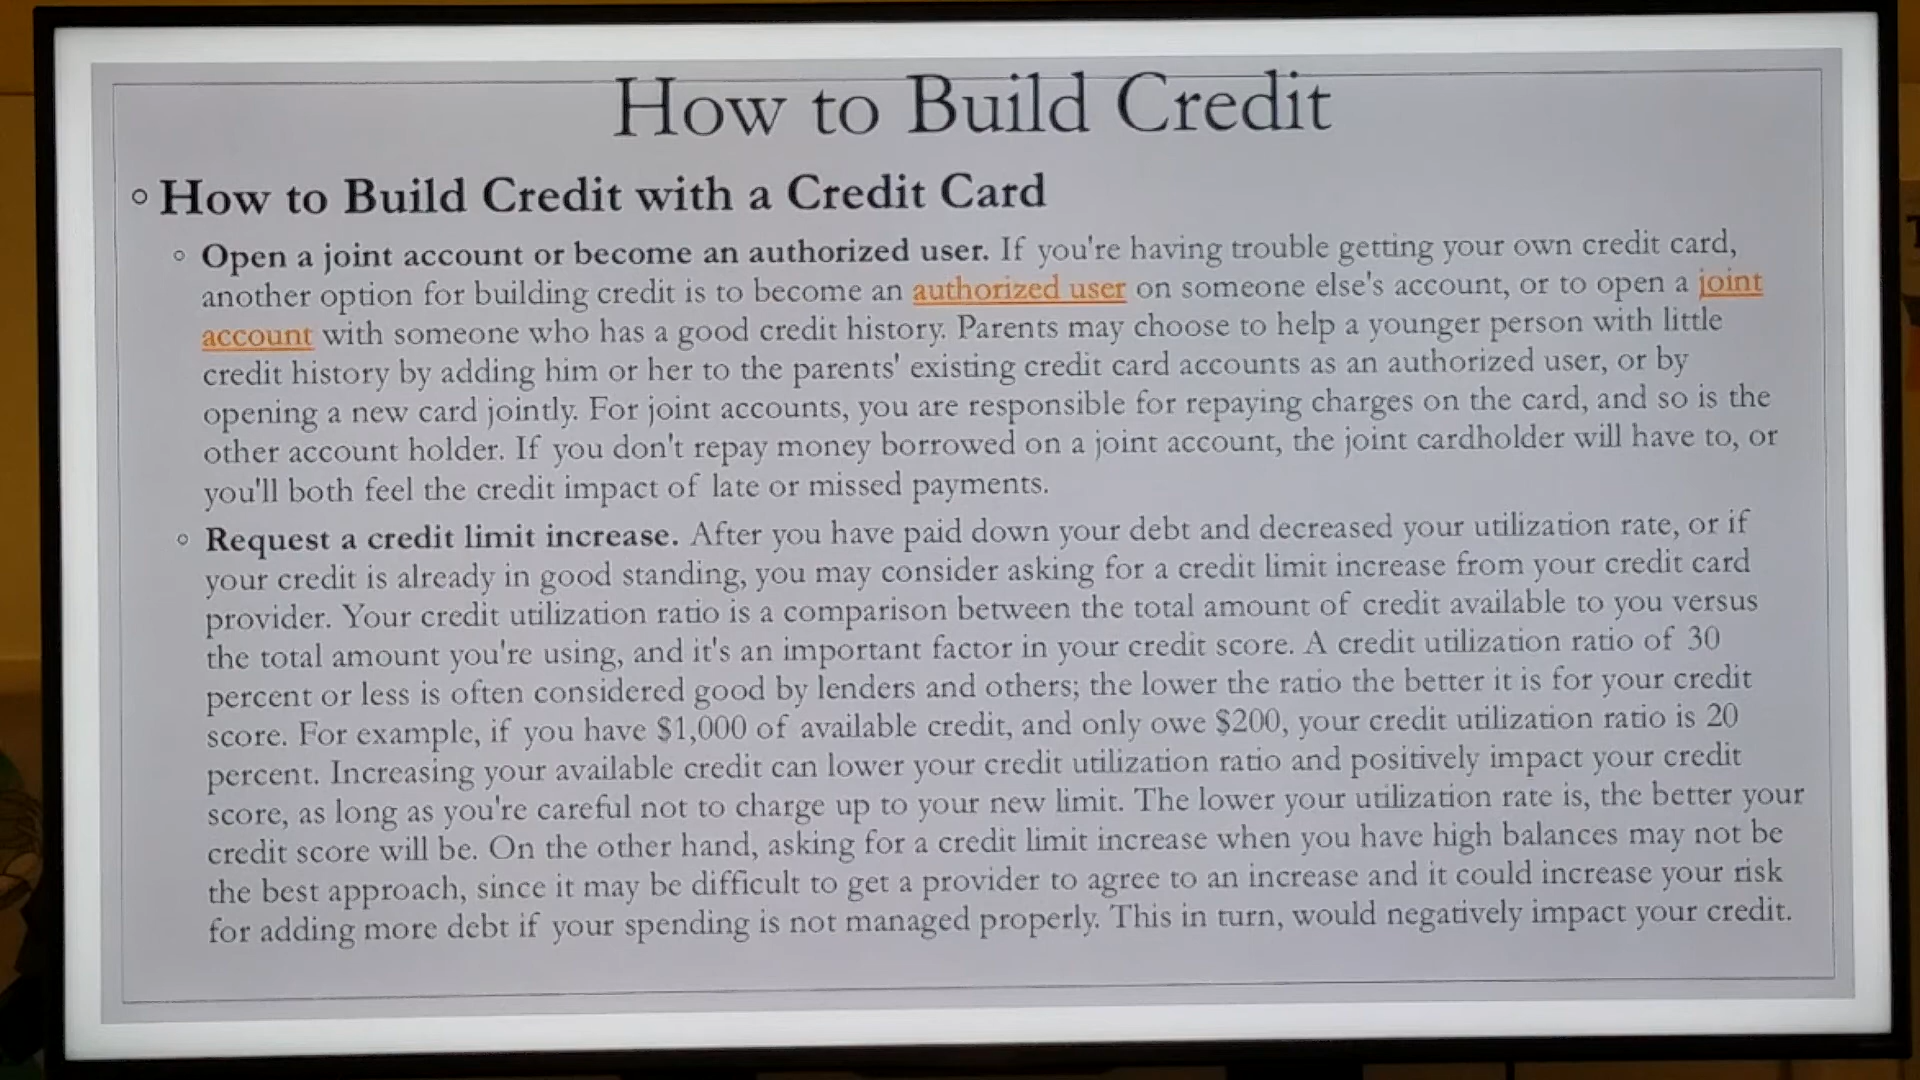 How to Build Credit
◦ How to Build Credit with a Credit Card
◦ Open a joint account or become an authorized user. If you're having trouble getting your own credit card,
another option for building credit is to become an authorized user on someone else's account, or to open a joint
account with someone who has a good credit history. Parents may choose to help a younger person with little
credit history by adding him or her to the parents' existing credit card accounts as an authorized user, or by
opening a new card jointly. For joint accounts, you are responsible for repaying charges on the card, and so is the
other account holder. If you don't repay money borrowed on a joint account, the joint cardholder will have to, or
you'll both feel the credit impact of late or missed payments.
◦ Request a credit limit increase. After you have paid down your debt and decreased your utilization rate, or if
your credit is already in good standing, you may consider asking for a credit limit increase from your credit card
provider. Your credit utilization ratio is a comparison between the total amount of credit available to you versus
the total amount you're using, and it's an important factor in your credit score. A credit utilization ratio of 30
percent or less is often considered good by lenders and others; the lower the ratio the better it is for your credit
score. For example, if you have $1,000 of available credit, and only owe $200, your credit utilization ratio is 20
percent. Increasing your available credit can lower your credit utilization ratio and positively impact your credit
score, as long as you're careful not to charge up to your new limit. The lower your utilization rate is, the better your
credit score will be. On the other hand, asking for a credit limit increase when you have high balances may not be
the best approach, since it may be difficult to get a provider to agree to an increase and it could increase your risk
for adding more debt if your spending is not managed properly. This in turn, would negatively impact your credit.